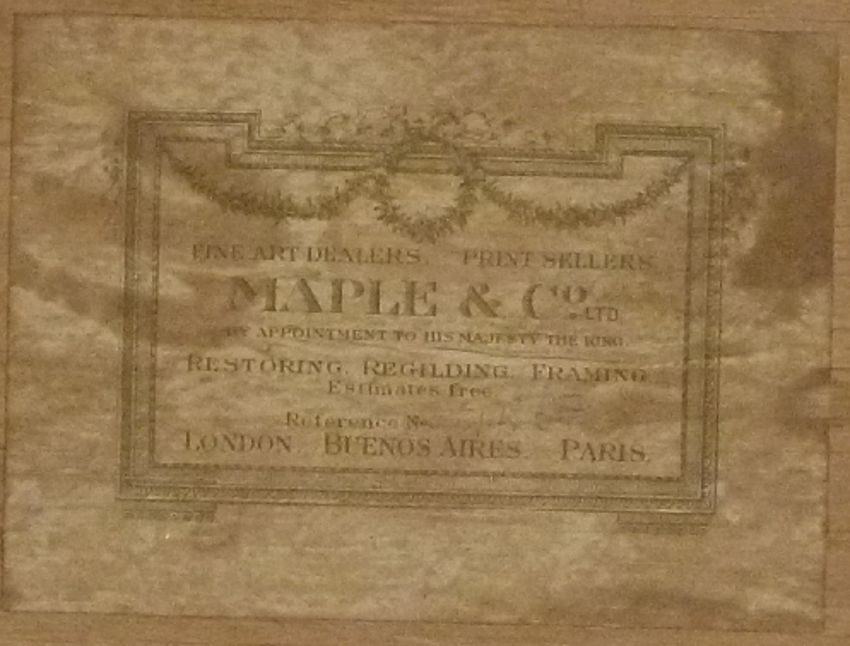 FINE ART DEALERS. PRINT SELLERS.
MAPLE & Co. LTD
BY APPOINTMENT TO HIS MAJESTY THE KING.
RESTORING. REGILDING. FRAMING
Estimates free.
Reference No.
LONDON. BUENOS AIRES. PARIS.